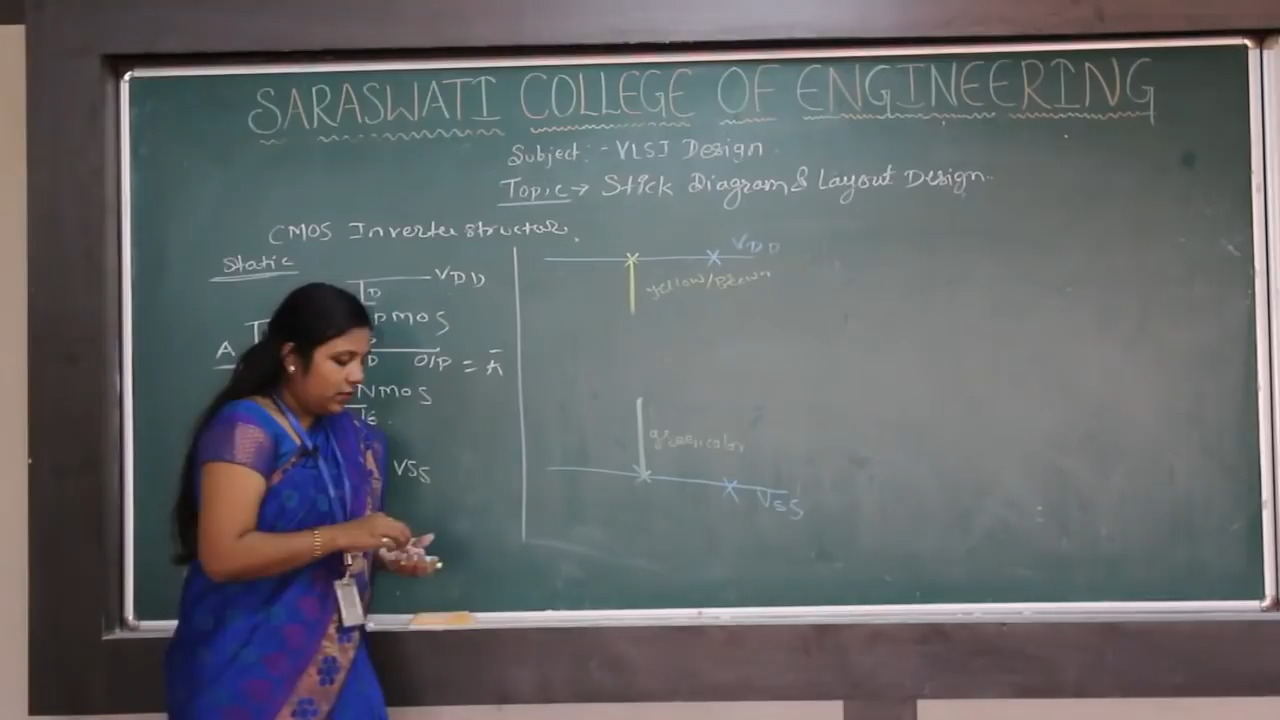 SARASWATI COLLEGE OF ENGINEERING
Subject:- VLSI Design
Topic → Stick Diagram & Layout Design..
CMOS Inverter structure.
Static
VDD
D
PMOS
A
D O/P = Ā
NMOS
VSS
VDD
yellow/Brown
green color
VSS